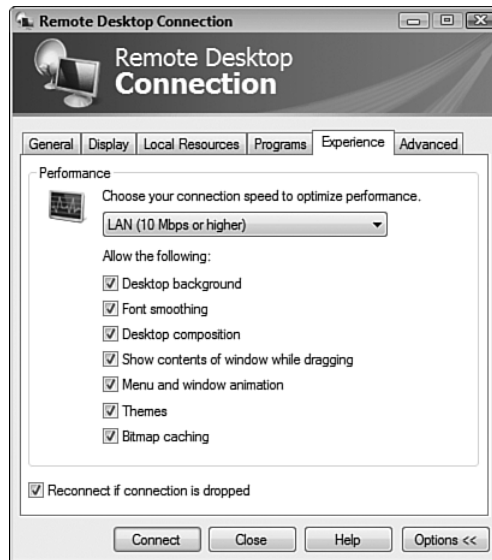 Remote Desktop Connection
Remote Desktop
Connection
General Display Local Resources Programs Experience Advanced
Performance
Choose your connection speed to optimize performance.
LAN (10 Mbps or higher)
Allow the following:
Desktop background
Font smoothing
Desktop composition
Show contents of window while dragging
Menu and window animation
Themes
Bitmap caching
Reconnect if connection is dropped
Connect Close Help Options <<